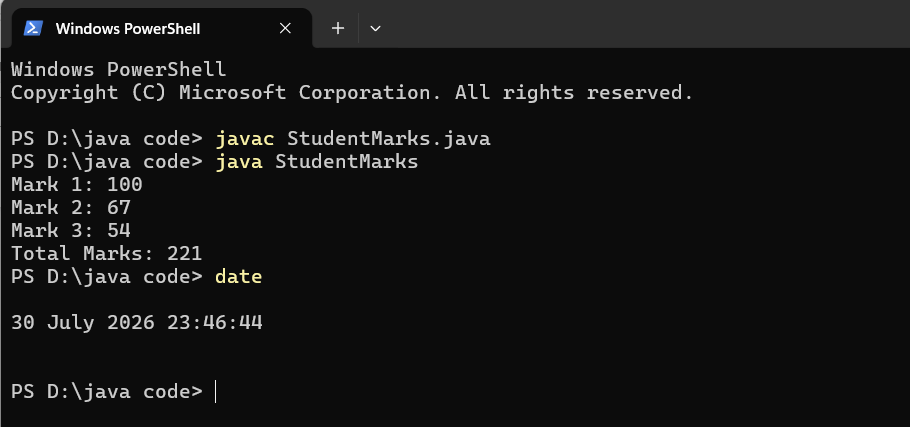 Windows PowerShell
Windows PowerShell
Copyright (C) Microsoft Corporation. All rights reserved.
PS D:\java code> javac StudentMarks.java
PS D:\java code> java StudentMarks
Mark 1: 100
Mark 2: 67
Mark 3: 54
Total Marks: 221
PS D:\java code> date
30 July 2026 23:46:44
PS D:\java code>